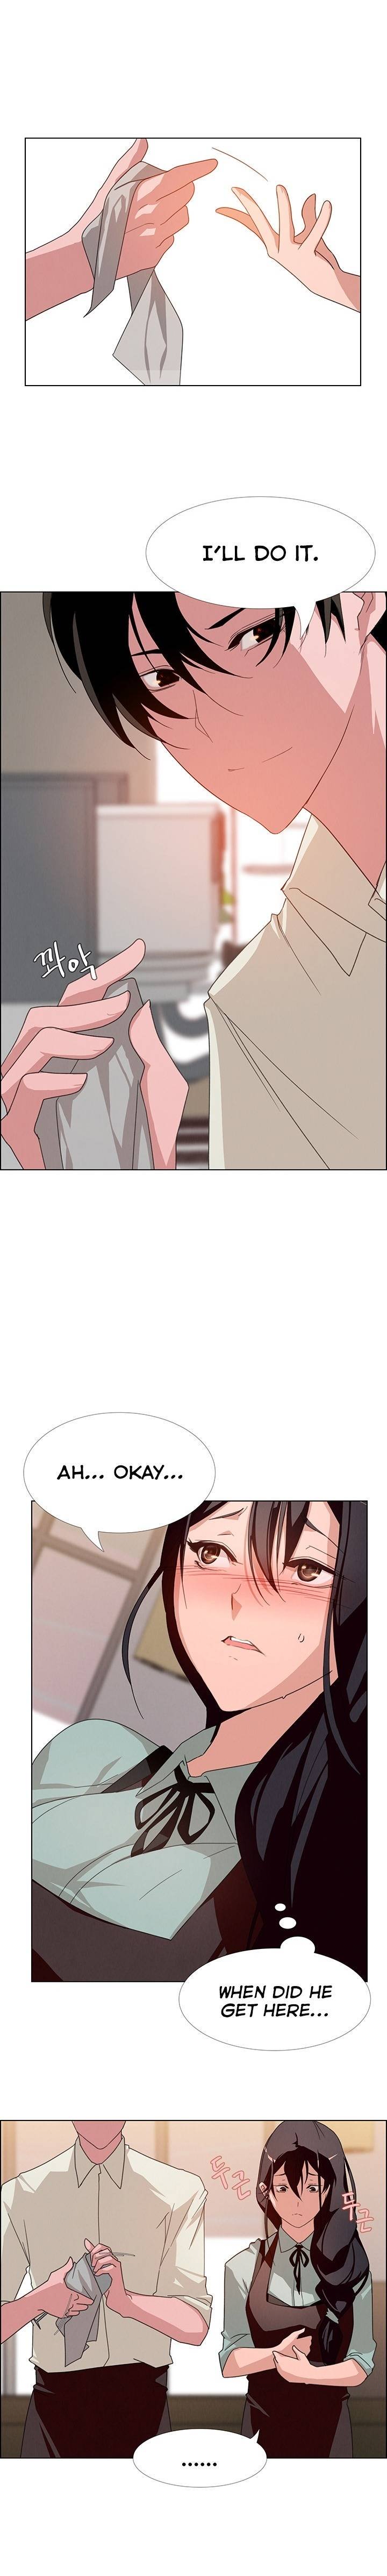 I'LL DO IT.
꽈악
AH... OKAY...
WHEN DID HE
GET HERE...
두근
두근
......